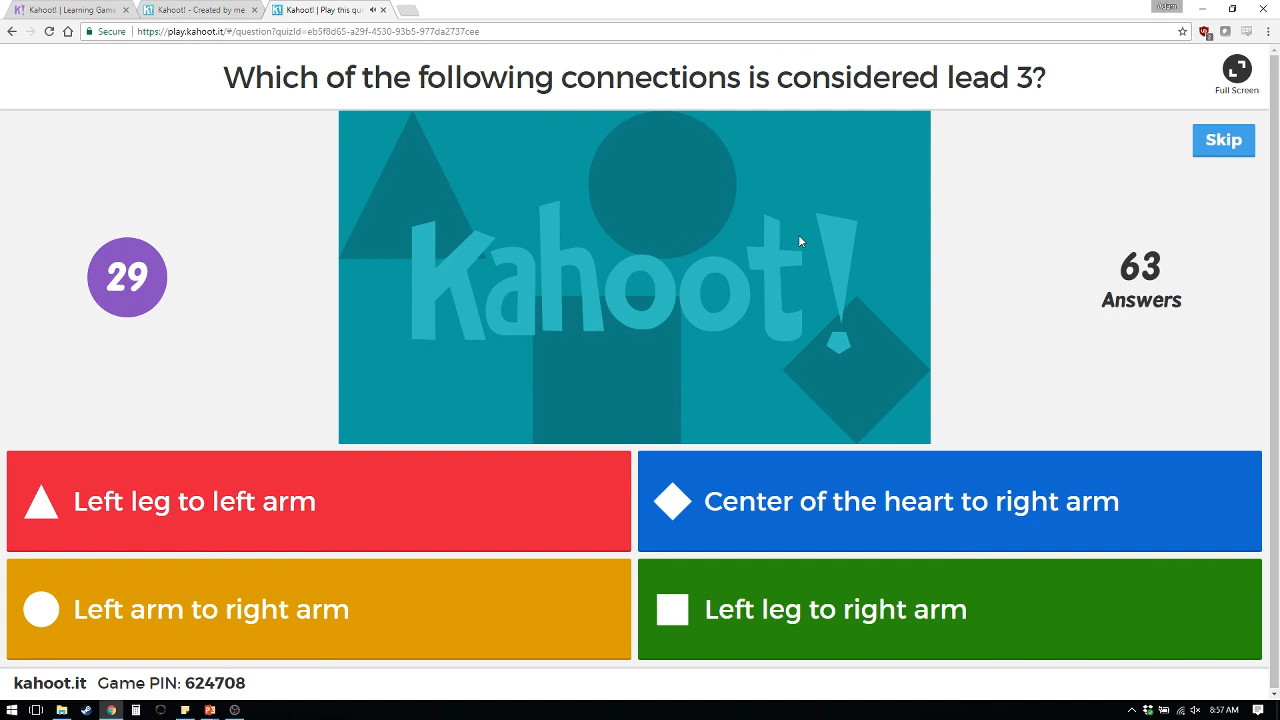 Adam
Kahoot! | Learning Game
Kahoot! - Created by me
Kahoot! | Play this qu
Secure
https://play.kahoot.it/#/question?quizId=eb5f8d65-a29f-4530-93b5-977da2737cee
Which of the following connections is considered lead 3?
Full Screen
Skip
Kahoot!
29
63
Answers
Left leg to left arm
Center of the heart to right arm
Left arm to right arm
Left leg to right arm
kahoot.it Game PIN: 624708
8:57 AM